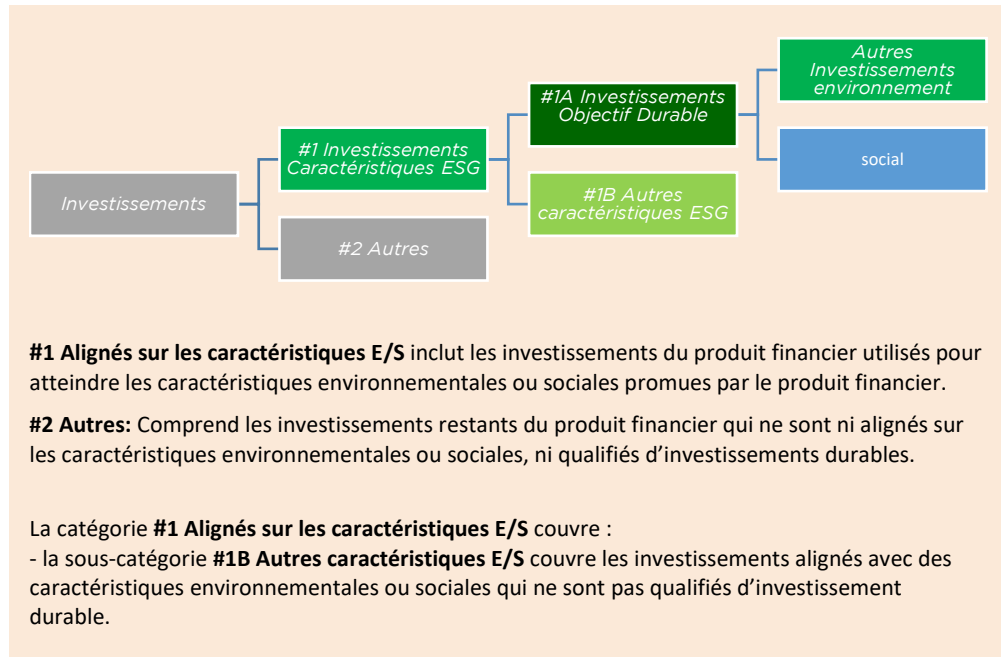 Autres
Investissements
environnement
#1A Investissements
Objectif Durable
#1 Investissements
Caractéristiques ESG
social
Investissements
#1B Autres
caractéristiques ESG
#2 Autres
#1 Alignés sur les caractéristiques E/S inclut les investissements du produit financier utilisés pour
atteindre les caractéristiques environnementales ou sociales promues par le produit financier.
#2 Autres: Comprend les investissements restants du produit financier qui ne sont ni alignés sur
les caractéristiques environnementales ou sociales, ni qualifiés d’investissements durables.
La catégorie #1 Alignés sur les caractéristiques E/S couvre :
- la sous-catégorie #1B Autres caractéristiques E/S couvre les investissements alignés avec des
caractéristiques environnementales ou sociales qui ne sont pas qualifiés d’investissement
durable.